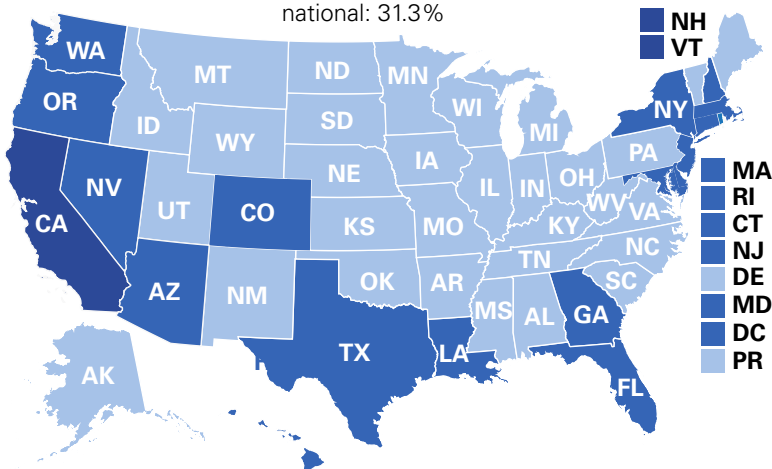 national: 31.3%
NH
VT
WA
MT
ND
MN
OR
ID
SD
WI
NY
WY
MI
IA
PA
NE
NV
IL
IN
OH
MA
RI
UT
CO
WV
VA
CA
KS
MO
KY
CT
NJ
NC
TN
DE
AZ
NM
OK
AR
SC
MD
MS
AL
GA
DC
TX
LA
PR
AK
FL